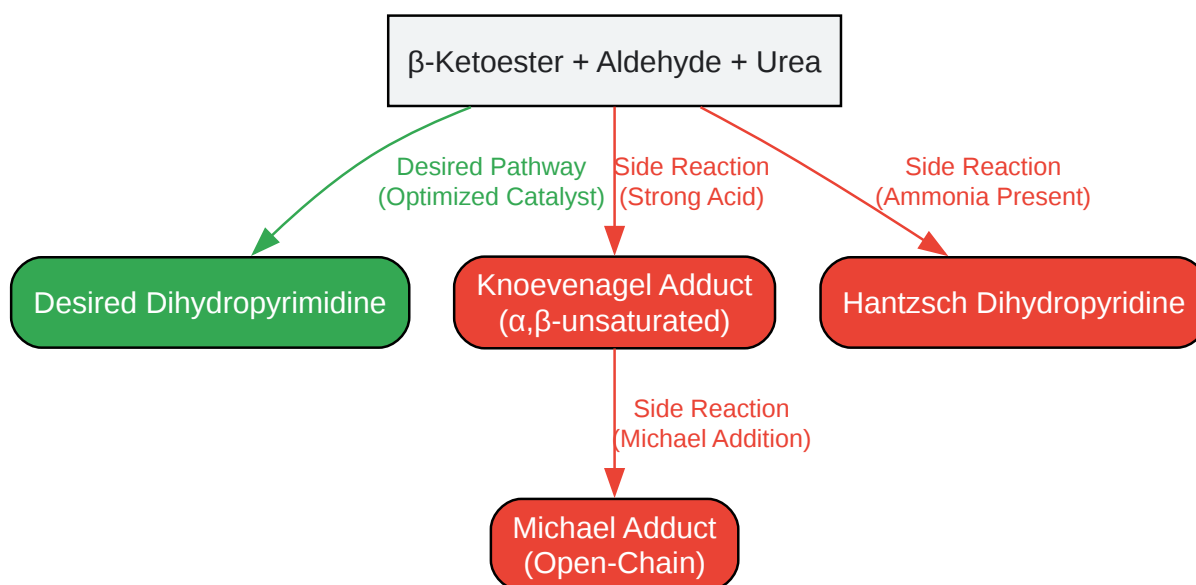 β-Ketoester + Aldehyde + Urea
Desired Pathway
(Optimized Catalyst)
Side Reaction
(Strong Acid)
Side Reaction
(Ammonia Present)
Desired Dihydropyrimidine
Knoevenagel Adduct
(α,β-unsaturated)
Hantzsch Dihydropyridine
Side Reaction
(Michael Addition)
Michael Adduct
(Open-Chain)